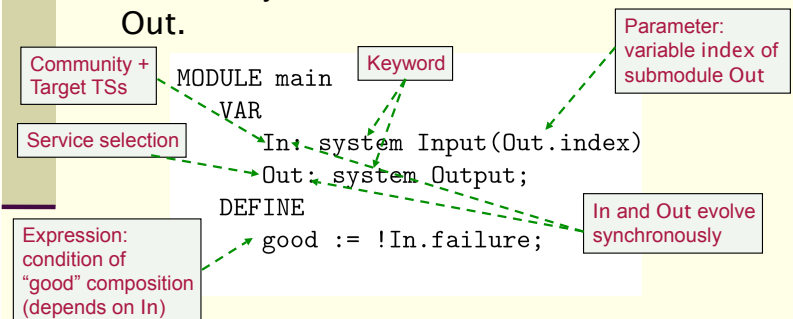 Out.
Parameter:
variable index of
submodule Out
Community +
Target TSs
Keyword
MODULE main
VAR
In: system Input(Out.index)
Service selection
Out: system Output;
DEFINE
In and Out evolve
synchronously
Expression:
condition of
“good” composition
(depends on In)
good := !In.failure;